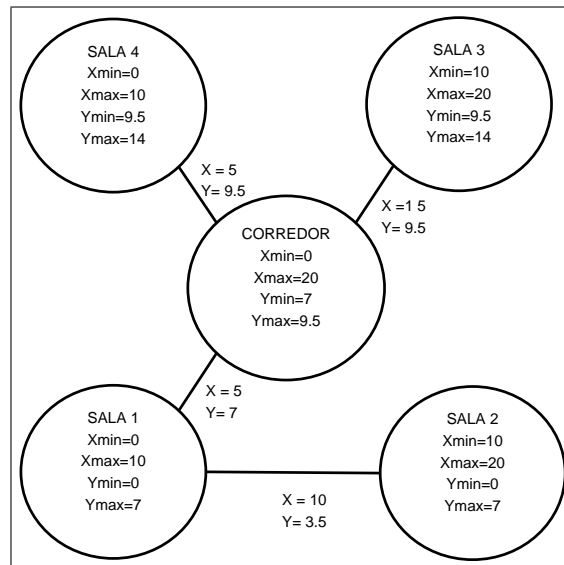 SALA 4
Xmin=0
Xmax=10
Ymin=9.5
Ymax=14
SALA 3
Xmin=10
Xmax=20
Ymin=9.5
Ymax=14
X = 5
Y= 9.5
X =1 5
Y= 9.5
CORREDOR
Xmin=0
Xmax=20
Ymin=7
Ymax=9.5
X = 5
Y= 7
SALA 1
Xmin=0
Xmax=10
Ymin=0
Ymax=7
SALA 2
Xmin=10
Xmax=20
Ymin=0
Ymax=7
X = 10
Y= 3.5